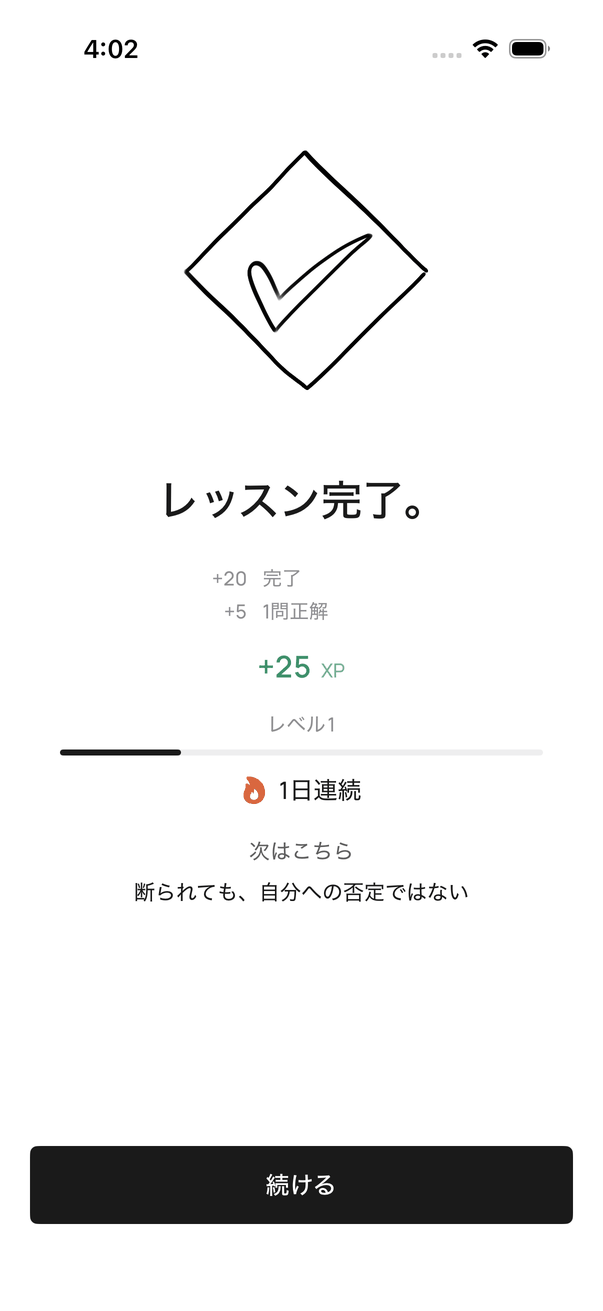 4:02
レッスン完了。
+20 完了
+5 1問正解
+25 XP
レベル1
1日連続
次はこちら
断られても、自分への否定ではない
続ける